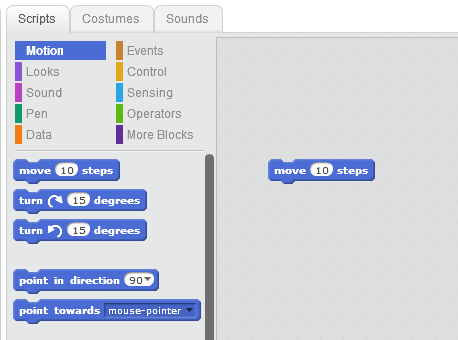 Scripts Costumes Sounds
Motion Events
Looks Control
Sound Sensing
Pen Operators
Data More Blocks
move 10 steps move 10 steps
turn 15 degrees
turn 15 degrees
point in direction 90
point towards mouse-pointer